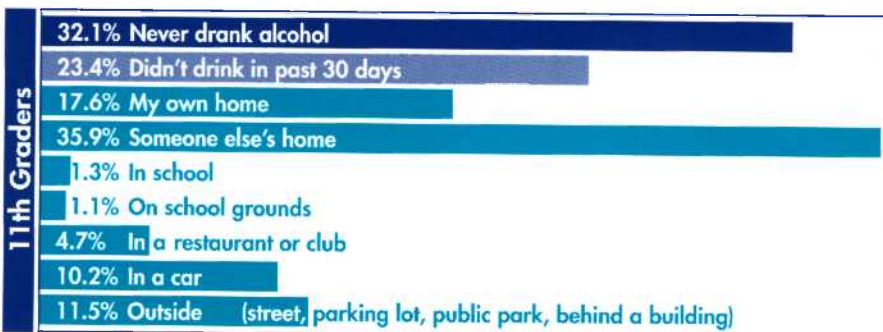 11th Graders
32.1% Never drank alcohol
23.4% Didn't drink in past 30 days
17.6% My own home
35.9% Someone else's home
1.3% In school
1.1% On school grounds
4.7% In a restaurant or club
10.2% In a car
11.5% Outside (street, parking lot, public park, behind a building)